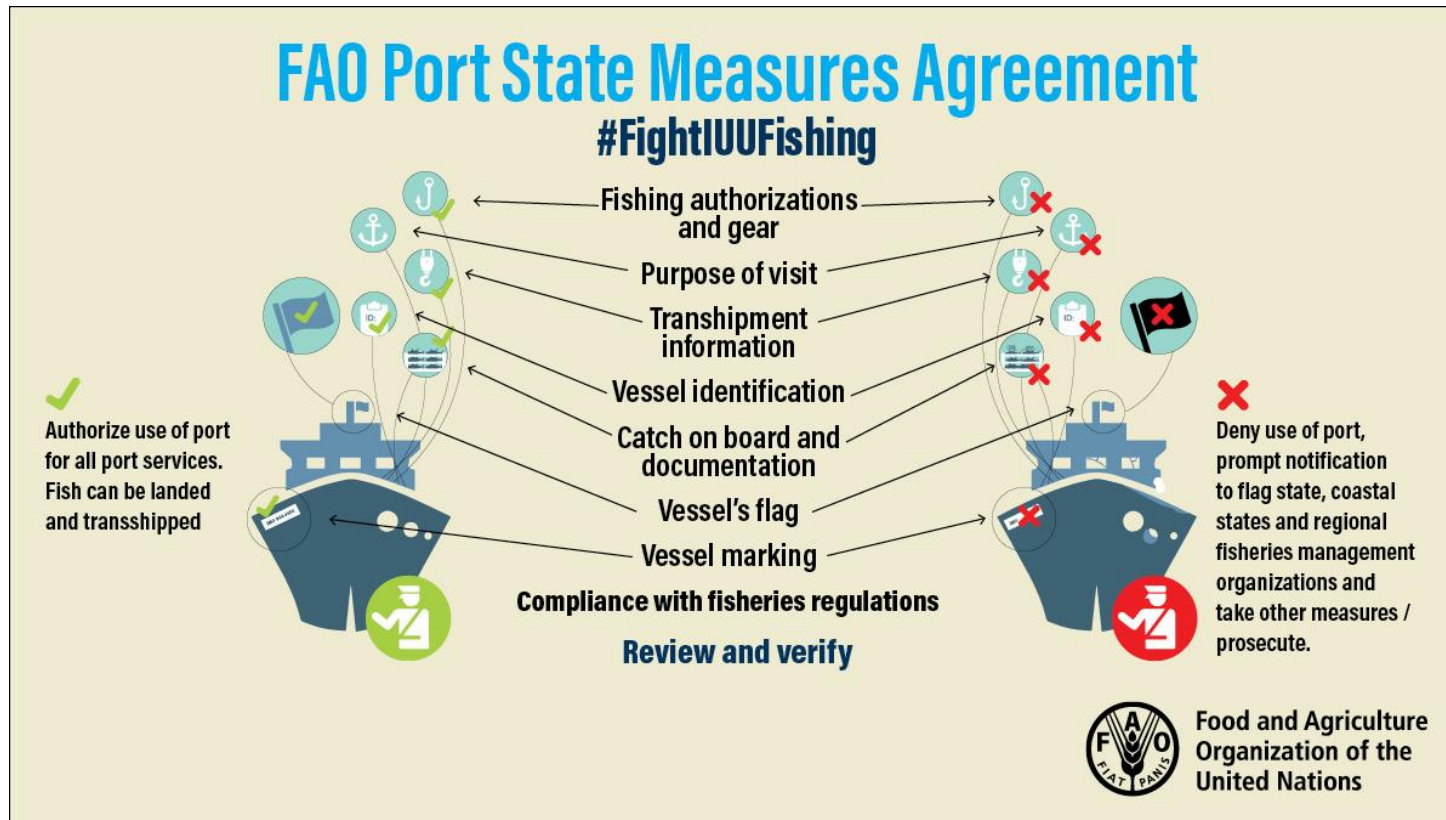 FAO Port State Measures Agreement
#FightIUUFishing
Fishing authorizations
and gear
Purpose of visit
Transhipment
information
Vessel identification
Catch on board and
documentation
Vessel's flag
Vessel marking
Compliance with fisheries regulations
Review and verify
ID:
Authorize use of port
for all port services.
Fish can be landed
and transshipped
ID:
Deny use of port,
prompt notification
to flag state, coastal
states and regional
fisheries management
organizations and
take other measures /
prosecute.
FAO
FIAT PANIS
Food and Agriculture
Organization of the
United Nations